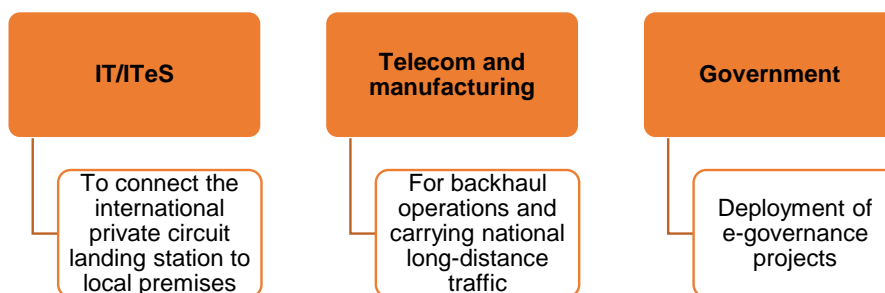 IT/ITeS
To connect the
international
private circuit
landing station to
local premises
Telecom and
manufacturing
For backhaul
operations and
carrying national
long-distance
traffic
Government
Deployment of
e-governance
projects